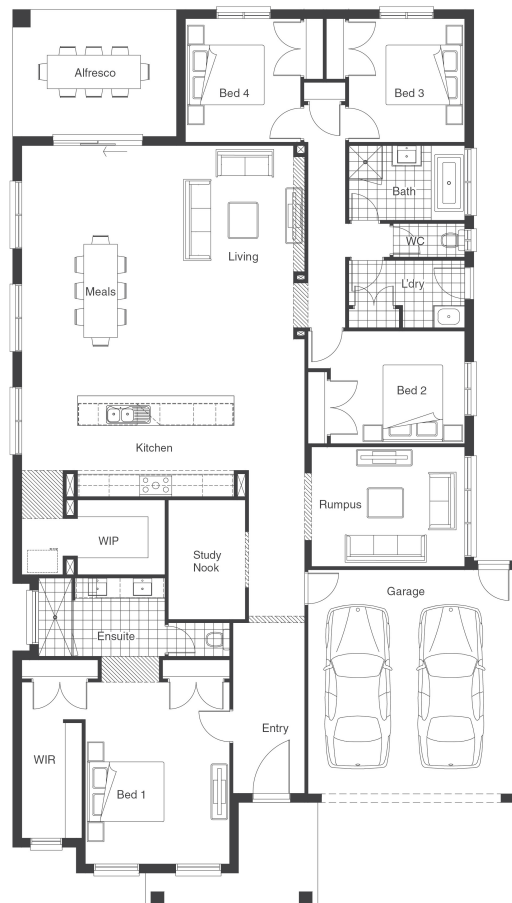 Alfresco
Bed 4
Bed 3
Bath
Living
WC
Meals
L'dry
Bed 2
Kitchen
Rumpus
WIP
Study
Nook
Garage
Ensuite
Entry
WIR
Bed 1